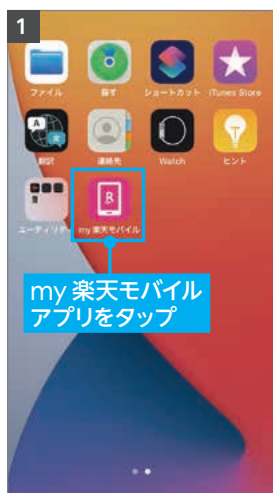 1
ファイル
探す
ショートカット
iTunes Store
翻訳
連絡先
Watch
ヒント
ユーティリティ
my 楽天モバイル
my 楽天モバイル
アプリをタップ